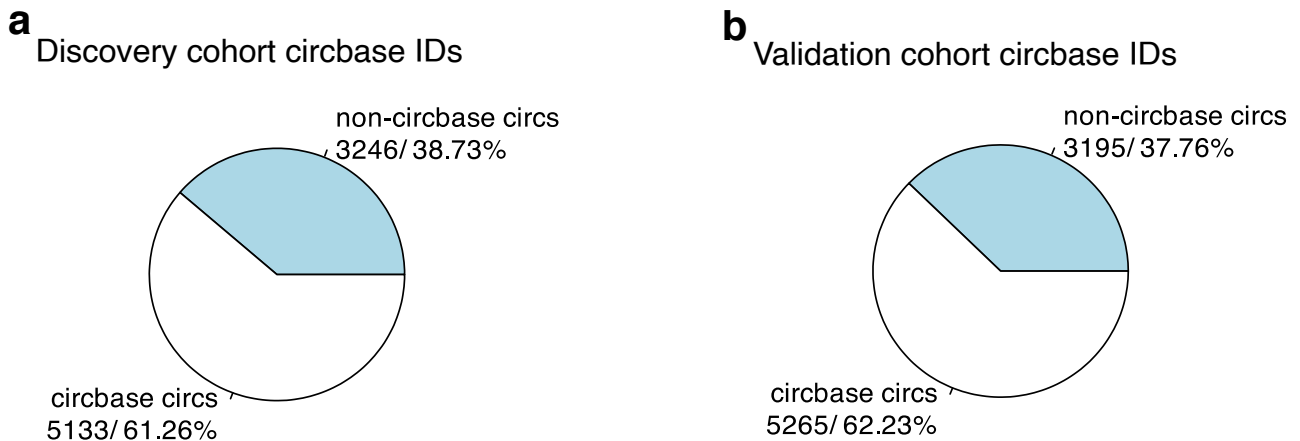 a
Discovery cohort circbase IDs
non-circbase circs
3246/ 38.73%
circbase circs
5133/ 61.26%
b
Validation cohort circbase IDs
non-circbase circs
3195/ 37.76%
circbase circs
5265/ 62.23%